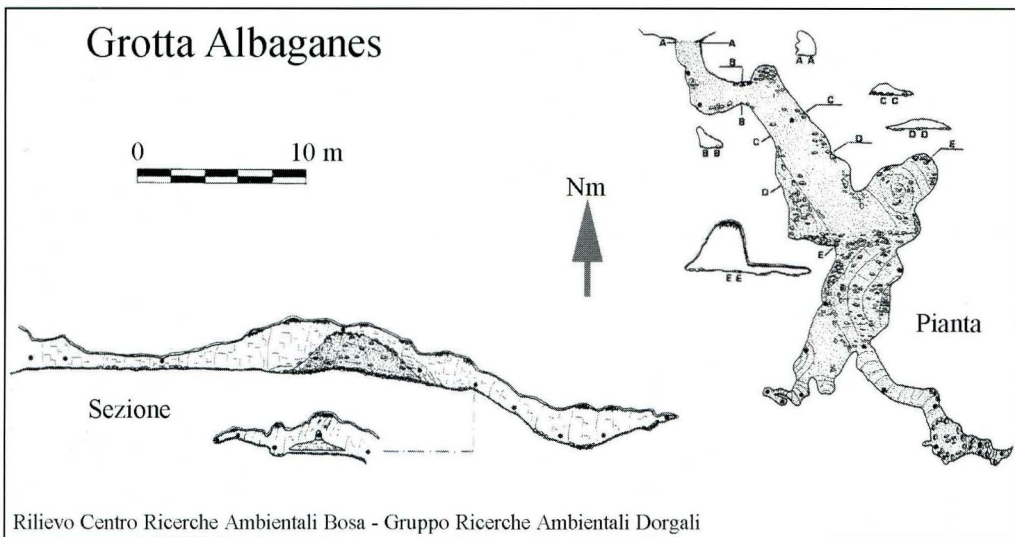 Grotta Albaganes
0 10 m
Nm
A A
A A
B
B
B B
C
C
C C
D
D
D D
E
E
E E
Pianta
Sezione
Rilievo Centro Ricerche Ambientali Bosa - Gruppo Ricerche Ambientali Dorgali